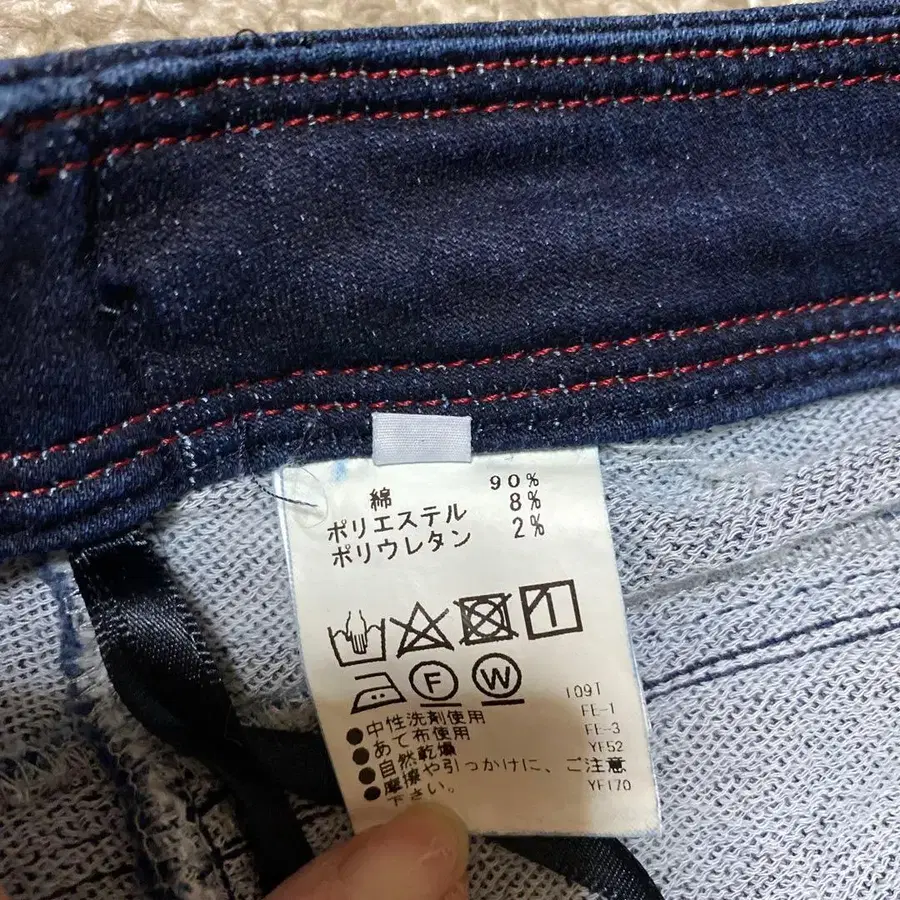 綿 90%
ポリエステル 8%
ポリウレタン 2%
F W
●中性洗剤使用
●あて布使用
●自然乾燥
●摩擦や引っかけに、ご注意
●下さい。
109T
FE-1
FE-3
YF52
YF170